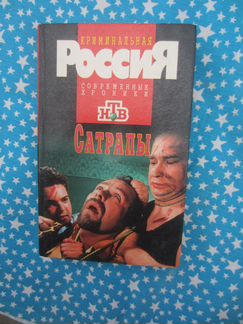 КРИМИНАЛЬНАЯ
РОССИЯ
СОВРЕМЕННЫЕ
ХРОНИКИ
НТВ
САТРАПЫ